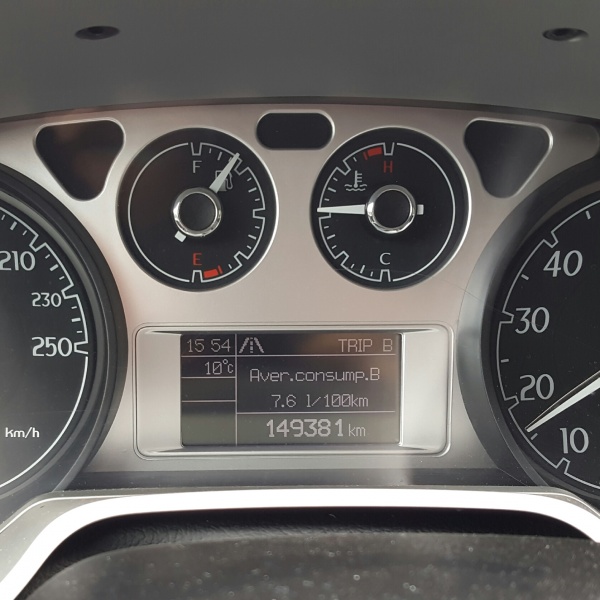 F
E
H
C
210
230
250
km/h
15 54
TRIP B
10°c
Aver.consump.B
7.6 l/100km
149381 km
40
30
20
10